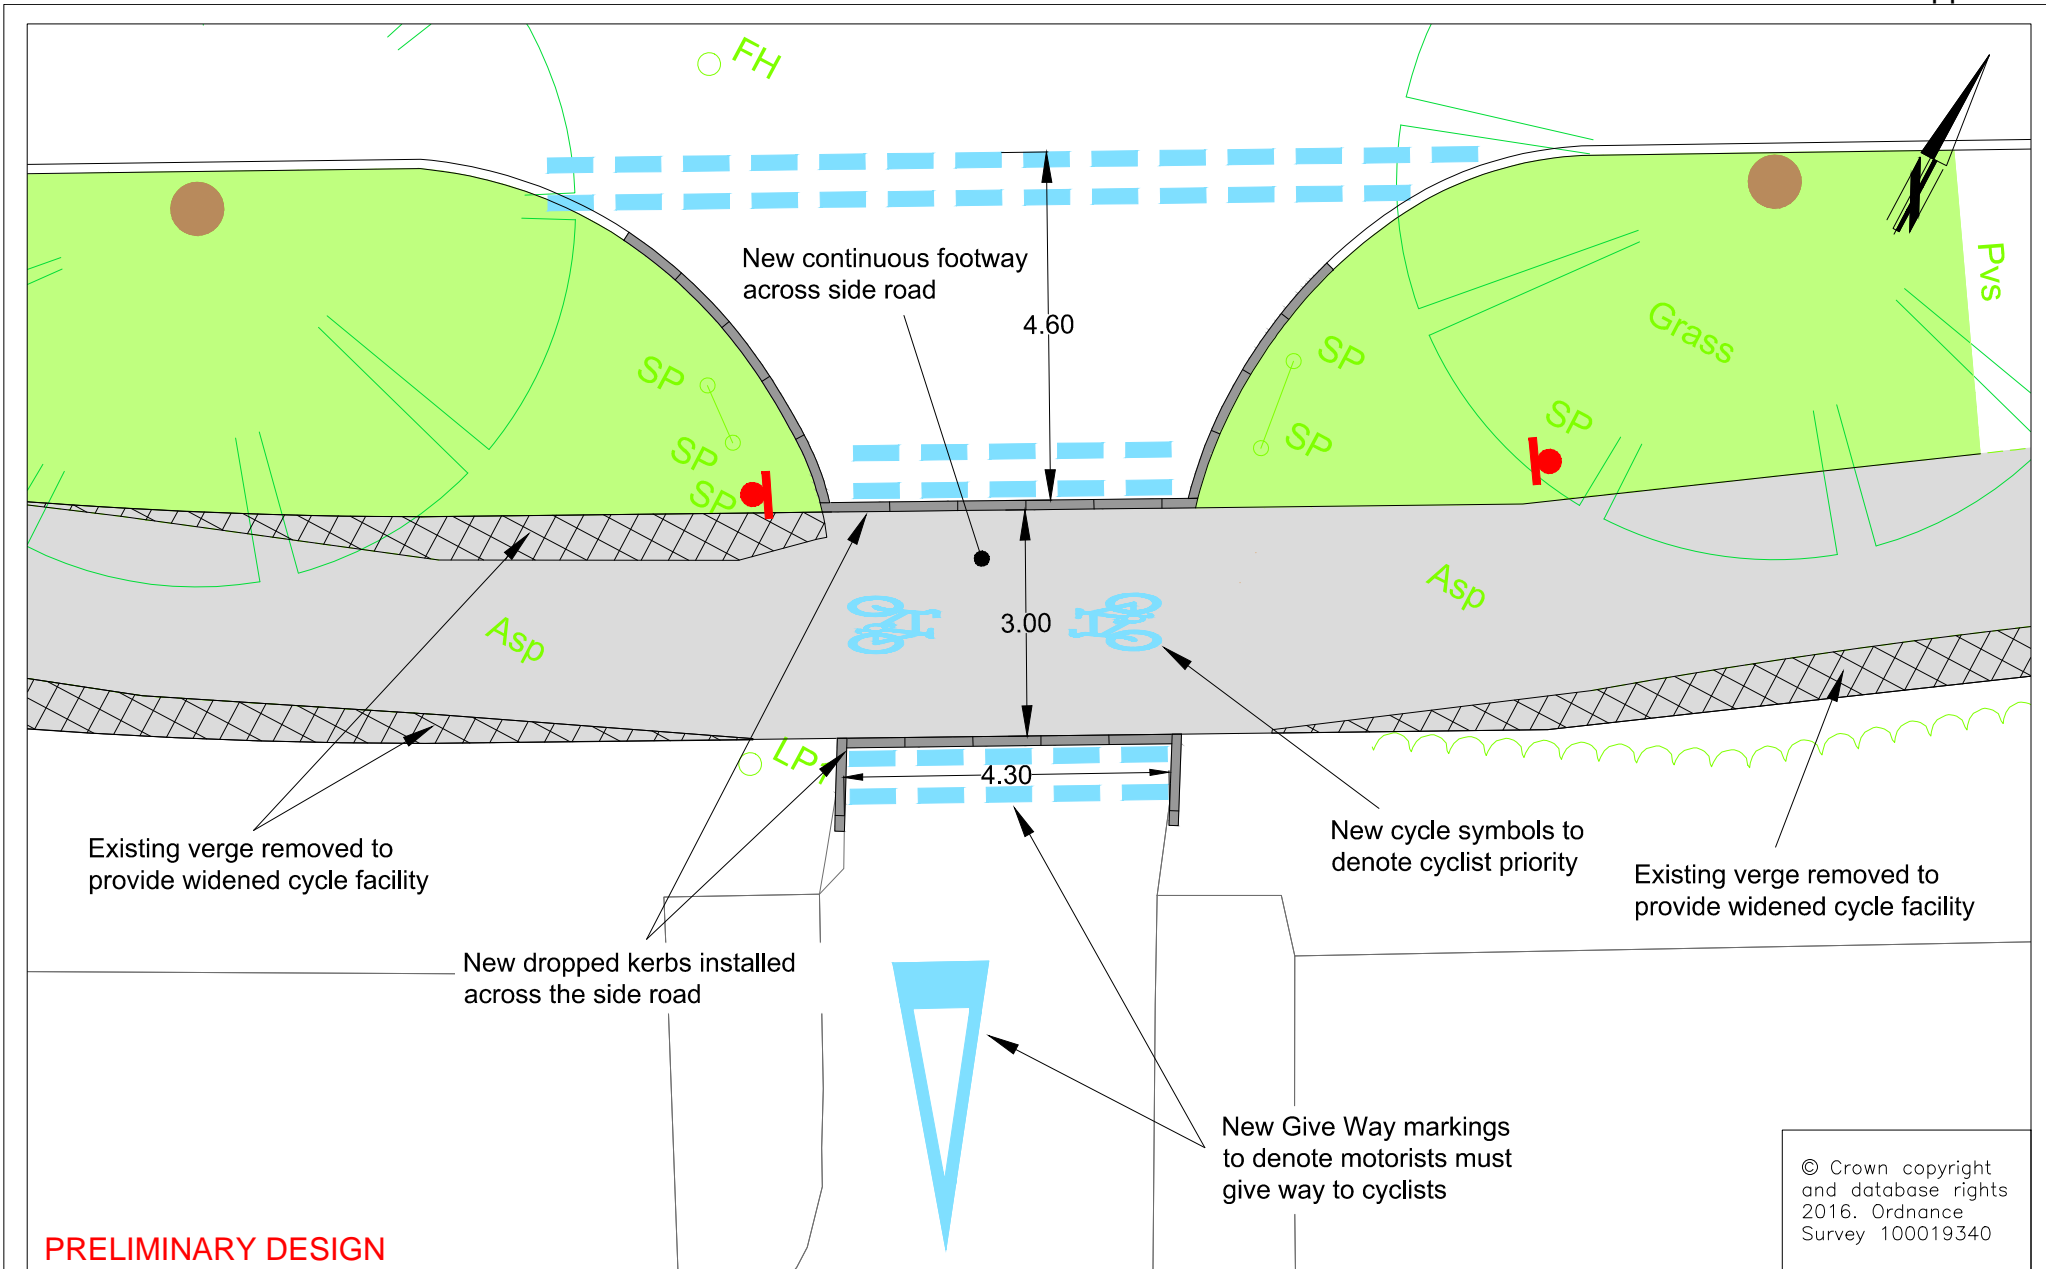 FH
New continuous footway
across side road
4.60
Pvs
Grass
SP
SP
SP
SP
SP
SP
Asp
Asp
3.00
LP
4.30
Existing verge removed to
provide widened cycle facility
New cycle symbols to
denote cyclist priority
Existing verge removed to
provide widened cycle facility
New dropped kerbs installed
across the side road
New Give Way markings
to denote motorists must
give way to cyclists
© Crown copyright
and database rights
2016. Ordnance
Survey 100019340
PRELIMINARY DESIGN